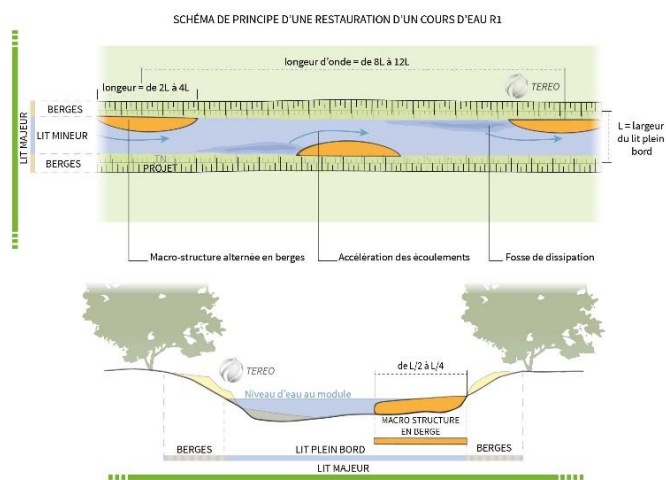 SCHÉMA DE PRINCIPE D'UNE RESTAURATION D'UN COURS D'EAU R1
longeur d'onde = de 8L à 12L
longeur = de 2L à 4L
TEREO
LIT MAJEUR
BERGES
LIT MINEUR
BERGES
TN
PROJET
L = largeur
du lit plein
bord
Macro-structure alternée en berges
Accélération des écoulements
Fosse de dissipation
TEREO
de L/2 à L/4
Niveau d'eau au module
MACRO STRUCTURE
EN BERGE
BERGES
LIT PLEIN BORD
BERGES
LIT MAJEUR